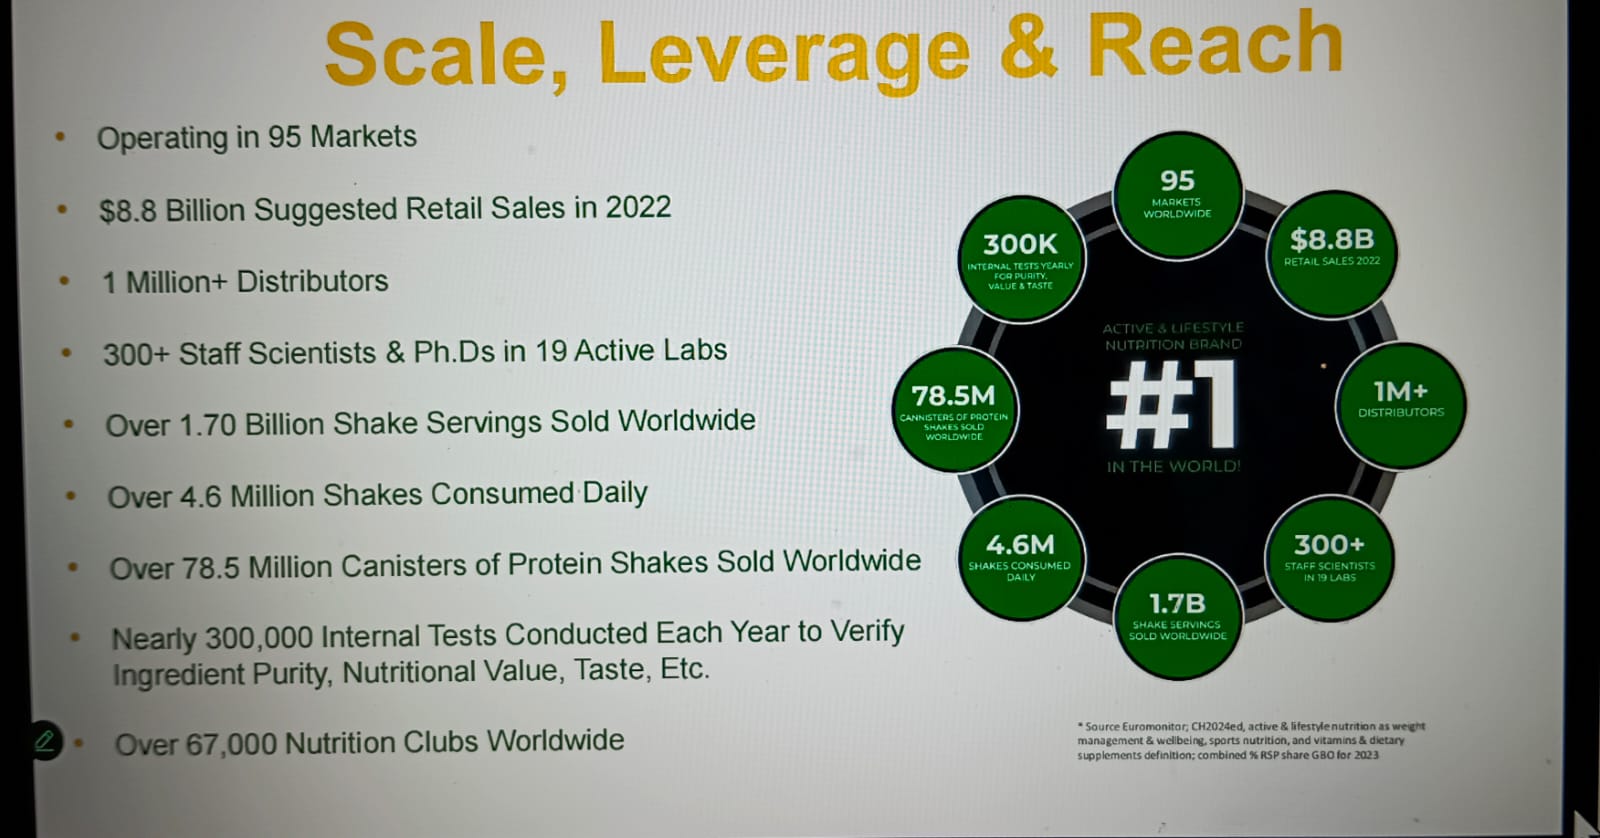 Scale, Leverage & Reach
• Operating in 95 Markets
• $8.8 Billion Suggested Retail Sales in 2022
• 1 Million+ Distributors
• 300+ Staff Scientists & Ph.Ds in 19 Active Labs
• Over 1.70 Billion Shake Servings Sold Worldwide
• Over 4.6 Million Shakes Consumed Daily
• Over 78.5 Million Canisters of Protein Shakes Sold Worldwide
• Nearly 300,000 Internal Tests Conducted Each Year to Verify
Ingredient Purity, Nutritional Value, Taste, Etc.
• Over 67,000 Nutrition Clubs Worldwide
95
MARKETS
WORLDWIDE
$8.8B
RETAIL SALES 2022
1M+
DISTRIBUTORS
300+
STAFF SCIENTISTS
IN 19 LABS
1.7B
SHAKE SERVINGS
SOLD WORLDWIDE
4.6M
SHAKES CONSUMED
DAILY
78.5M
CANNISTERS OF PROTEIN
SHAKES SOLD
WORLDWIDE
300K
INTERNAL TESTS YEARLY
FOR PURITY,
VALUE & TASTE
ACTIVE & LIFESTYLE
NUTRITION BRAND
#1
IN THE WORLD!
* Source Euromonitor; CH2024ed, active & lifestyle nutrition as weight
management & wellbeing, sports nutrition, and vitamins & dietary
supplements definition; combined % RSP share GBO for 2023